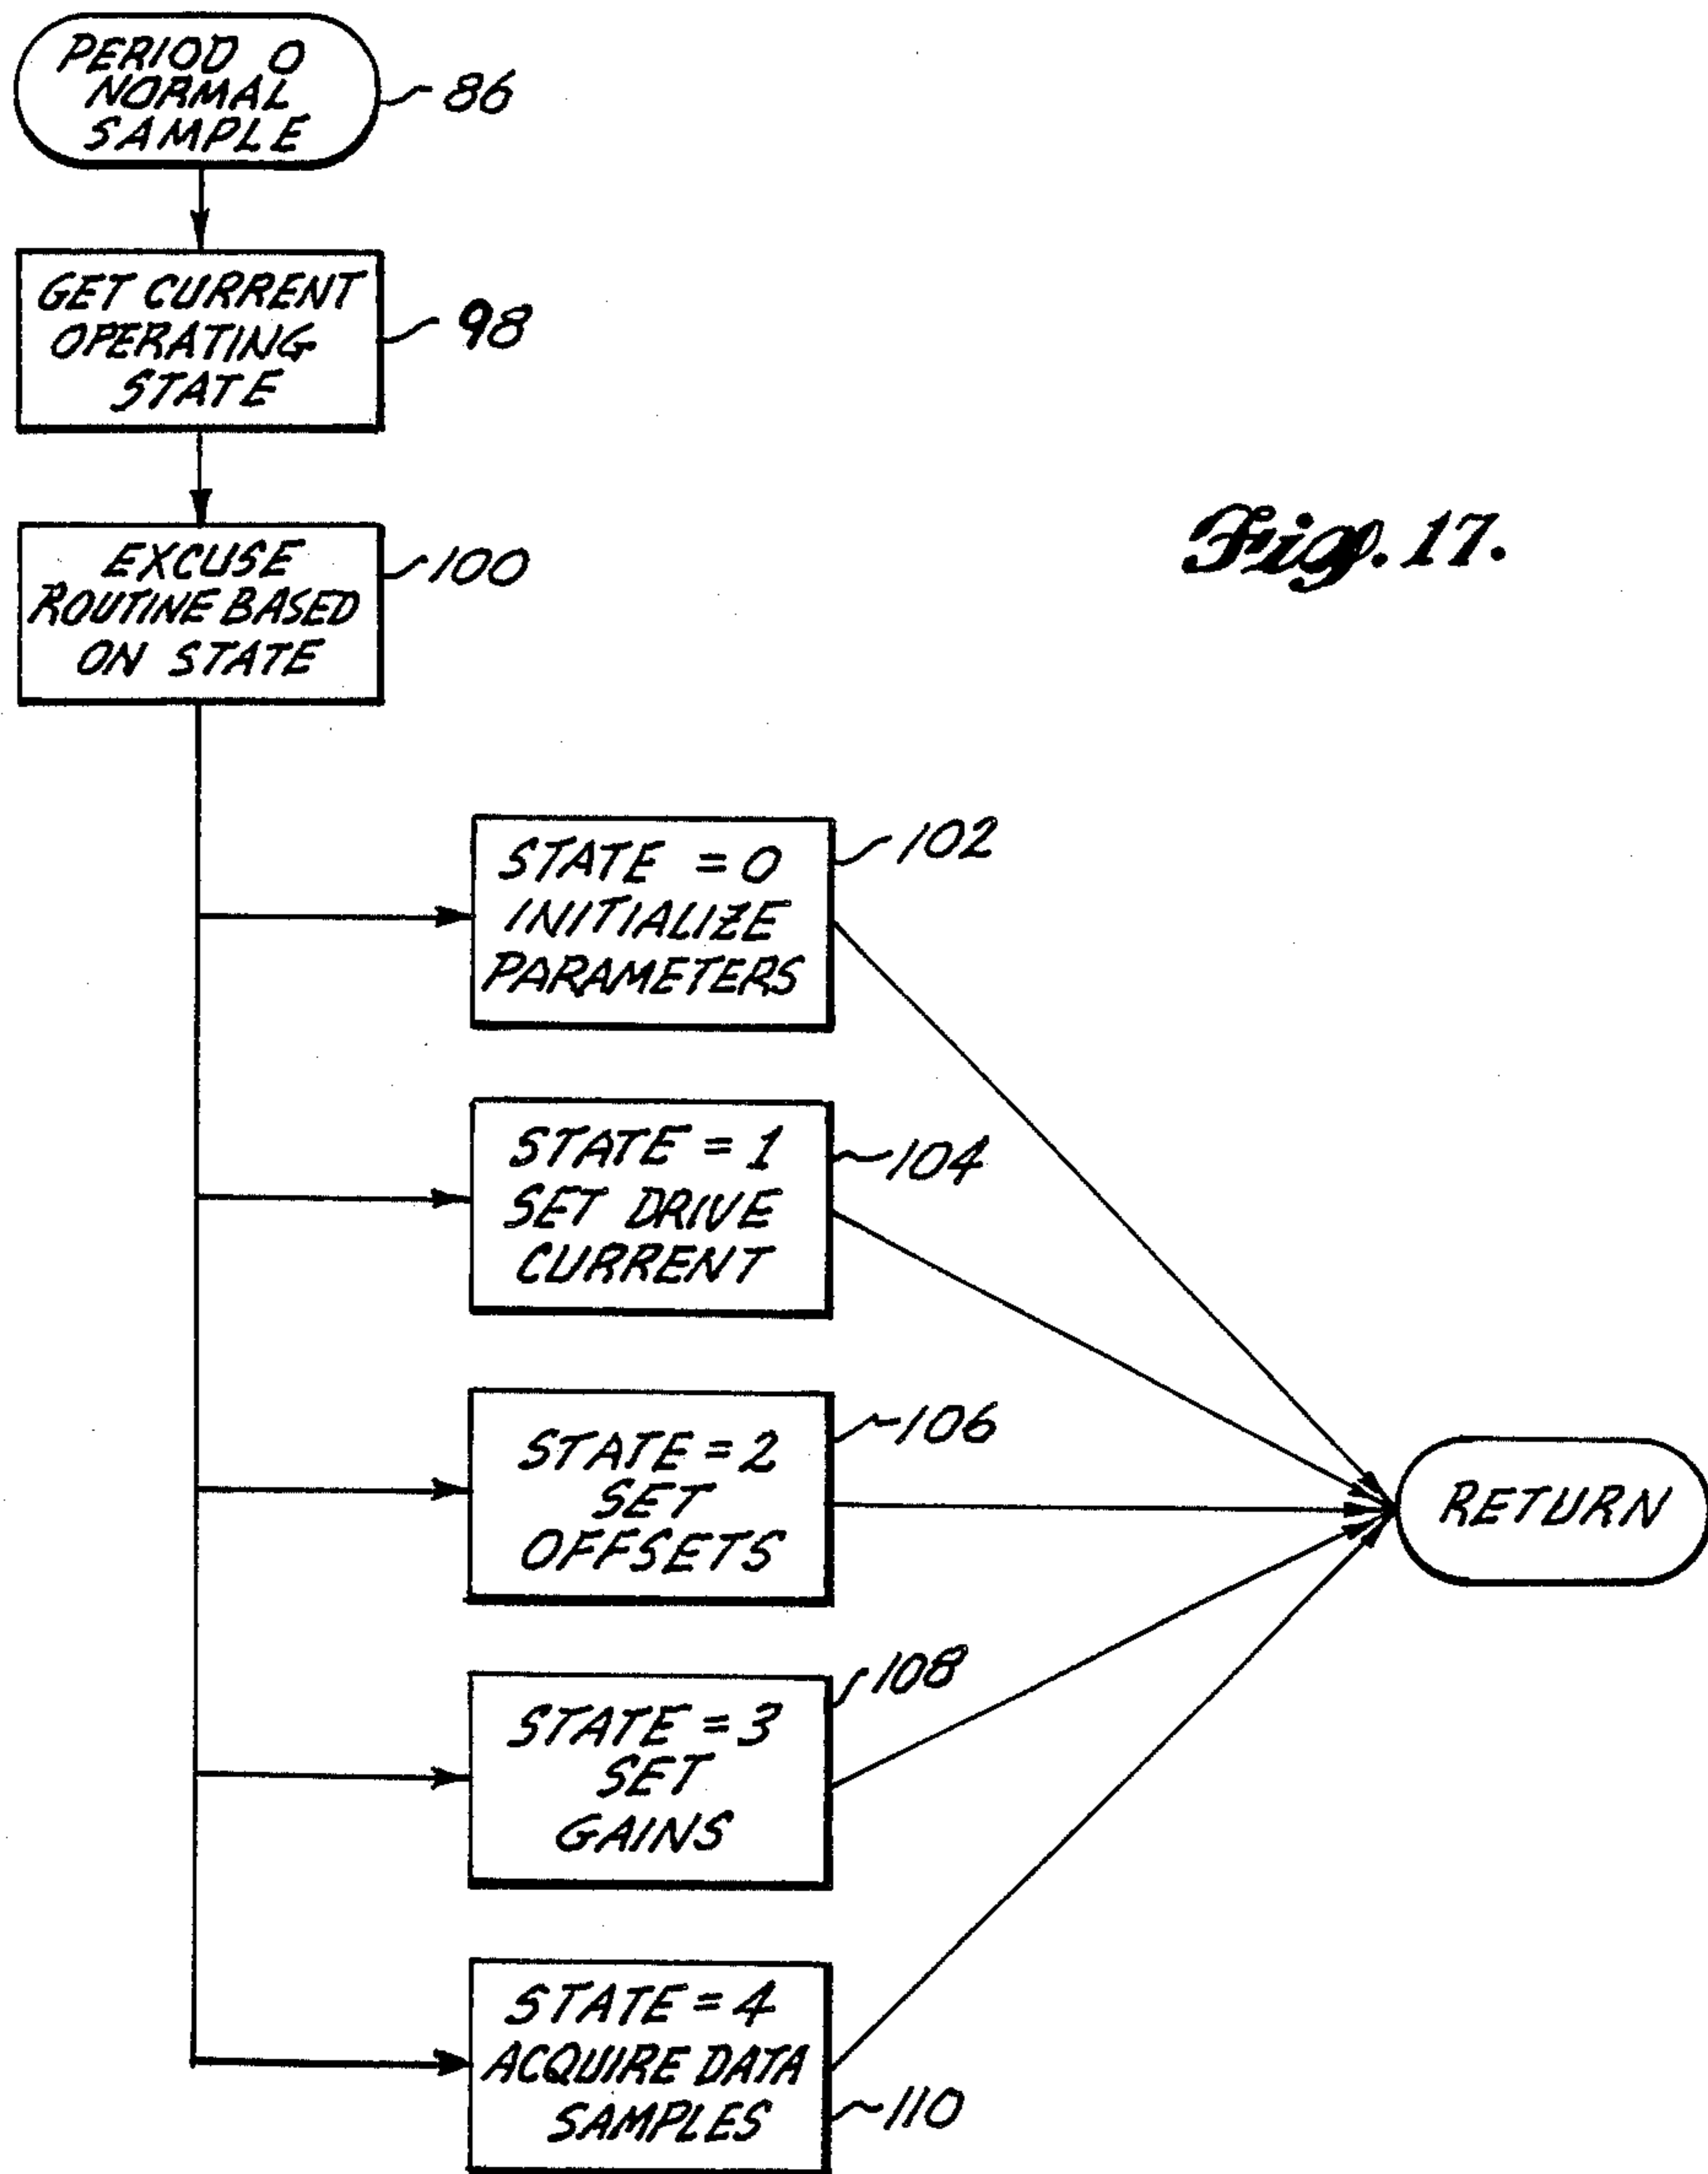 PERIOD 0
NORMAL
SAMPLE
86
GET CURRENT
OPERATING
STATE
98
EXCUSE
ROUTINE BASED
ON STATE
100
Fig. 17.
STATE = 0
INITIALIZE
PARAMETERS
102
STATE = 1
SET DRIVE
CURRENT
104
STATE = 2
SET
OFFSETS
106
RETURN
STATE = 3
SET
GAINS
108
STATE = 4
ACQUIRE DATA
SAMPLES
110